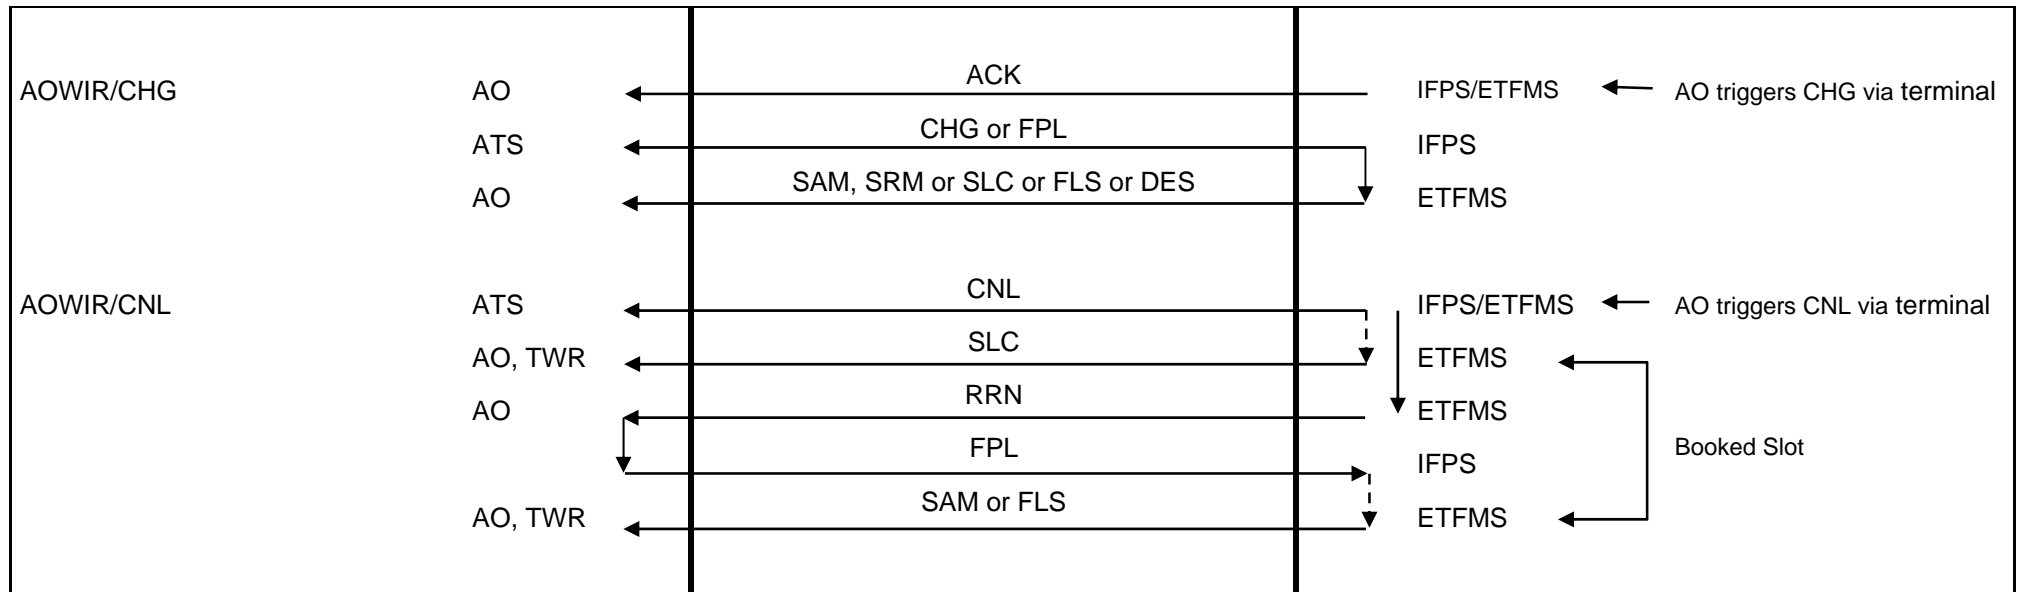 ACK
AOWIR/CHG AO IFPS/ETFMS AO triggers CHG via terminal
CHG or FPL
ATS IFPS
SAM, SRM or SLC or FLS or DES
AO ETFMS
CNL
AOWIR/CNL ATS IFPS/ETFMS AO triggers CNL via terminal
SLC
AO, TWR ETFMS
RRN
AO ETFMS
FPL
IFPS Booked Slot
SAM or FLS
AO, TWR ETFMS